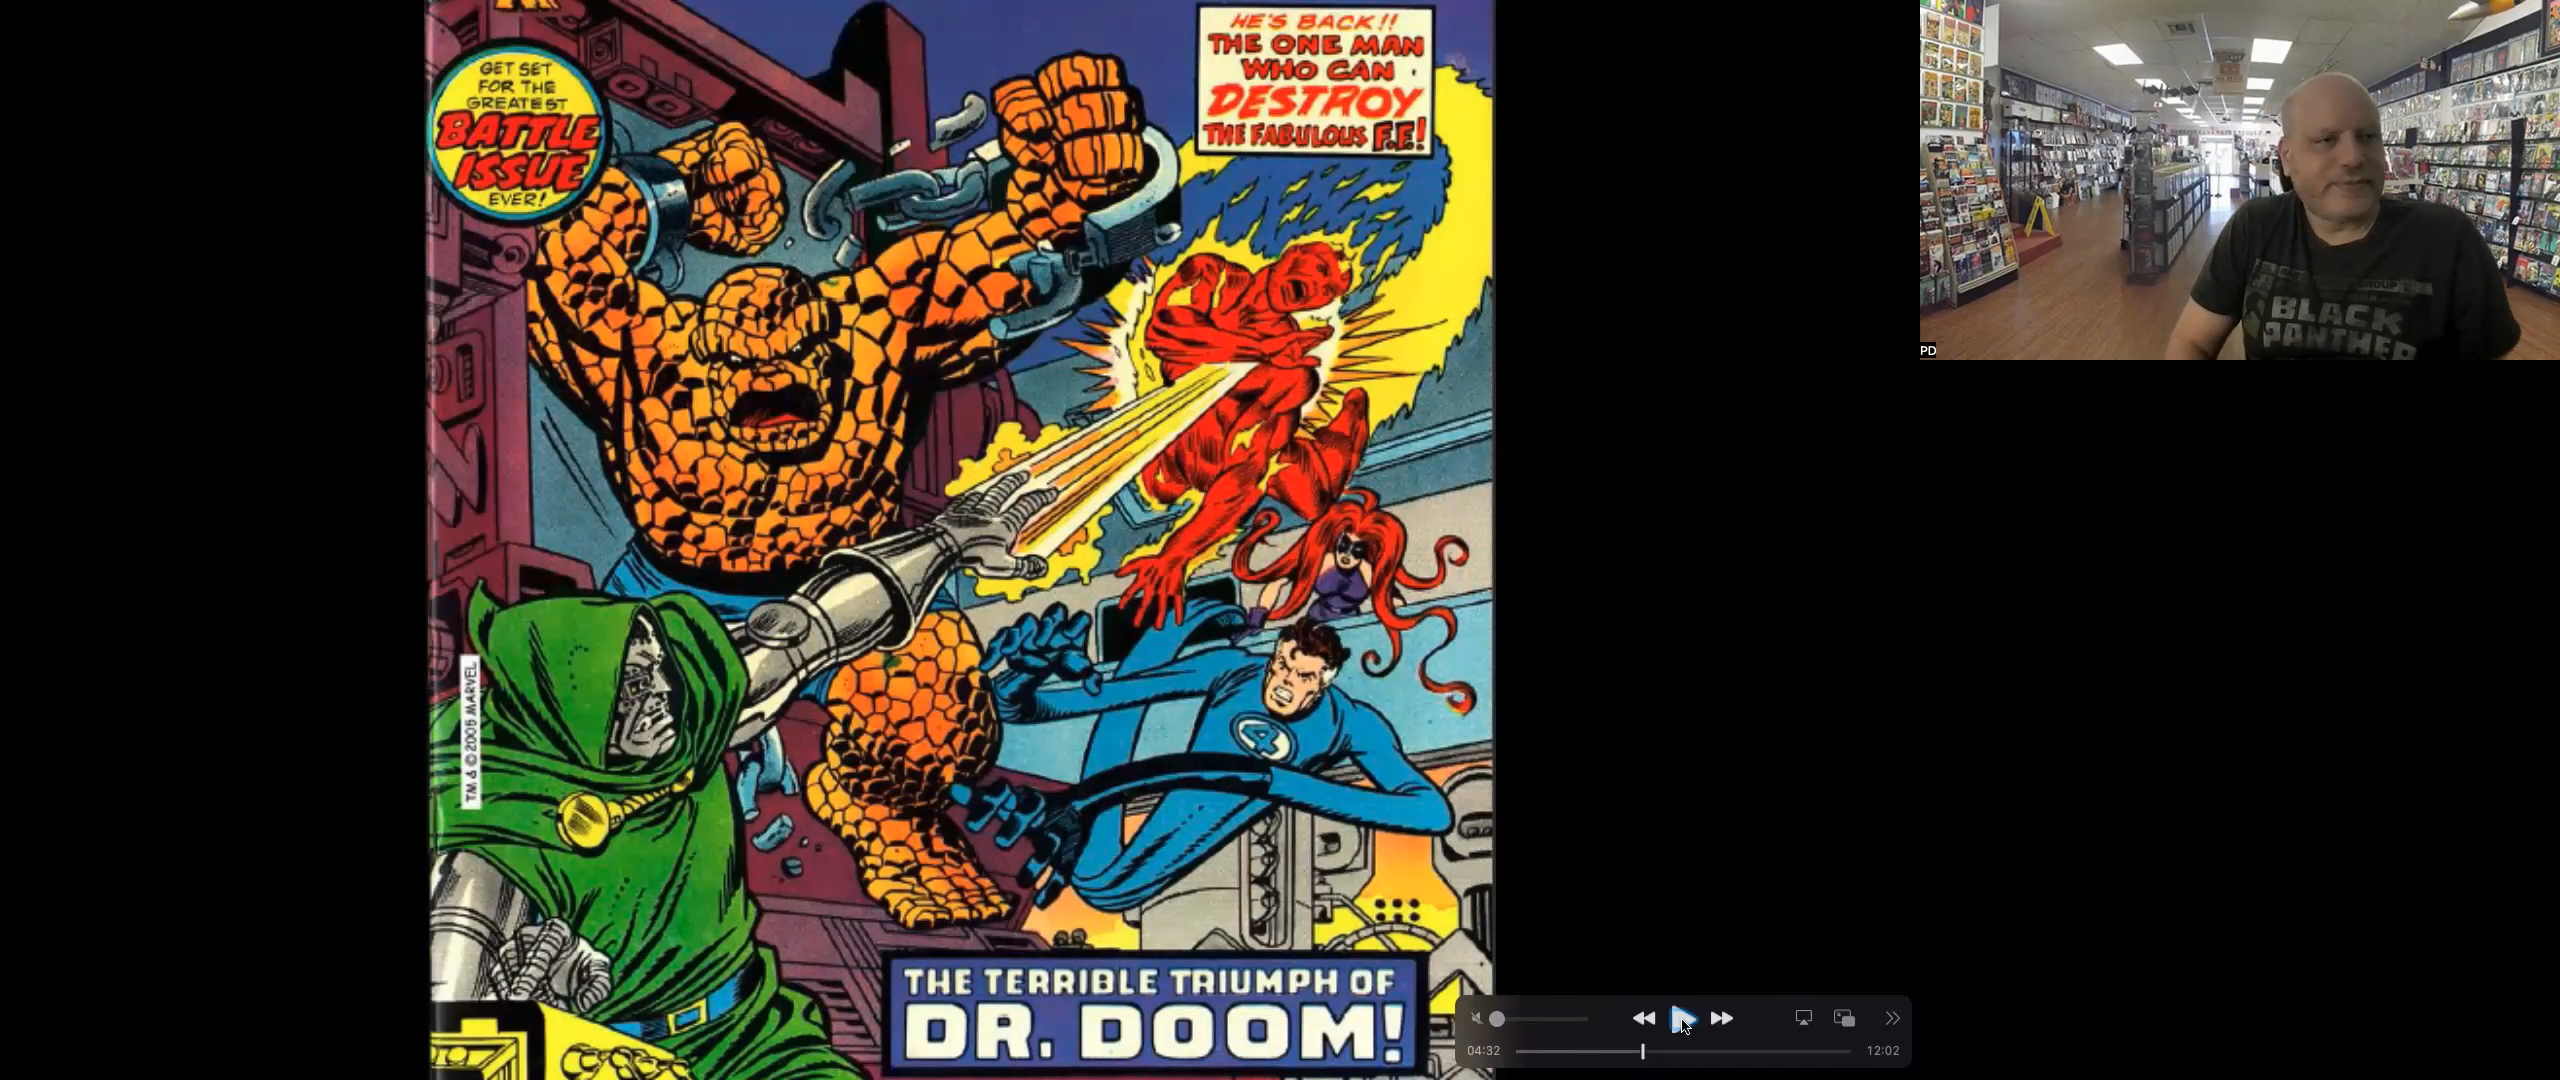 GET SET
FOR THE
GREATEST
BATTLE
ISSUE
EVER!
HE'S BACK!!
THE ONE MAN
WHO CAN
DESTROY
THE FABULOUS F.F.!
4
TM & © 2005 MARVEL
THE TERRIBLE TRIUMPH OF
DR. DOOM!
04:32
12:02
PD
GROUP
BLACK
PANTHER